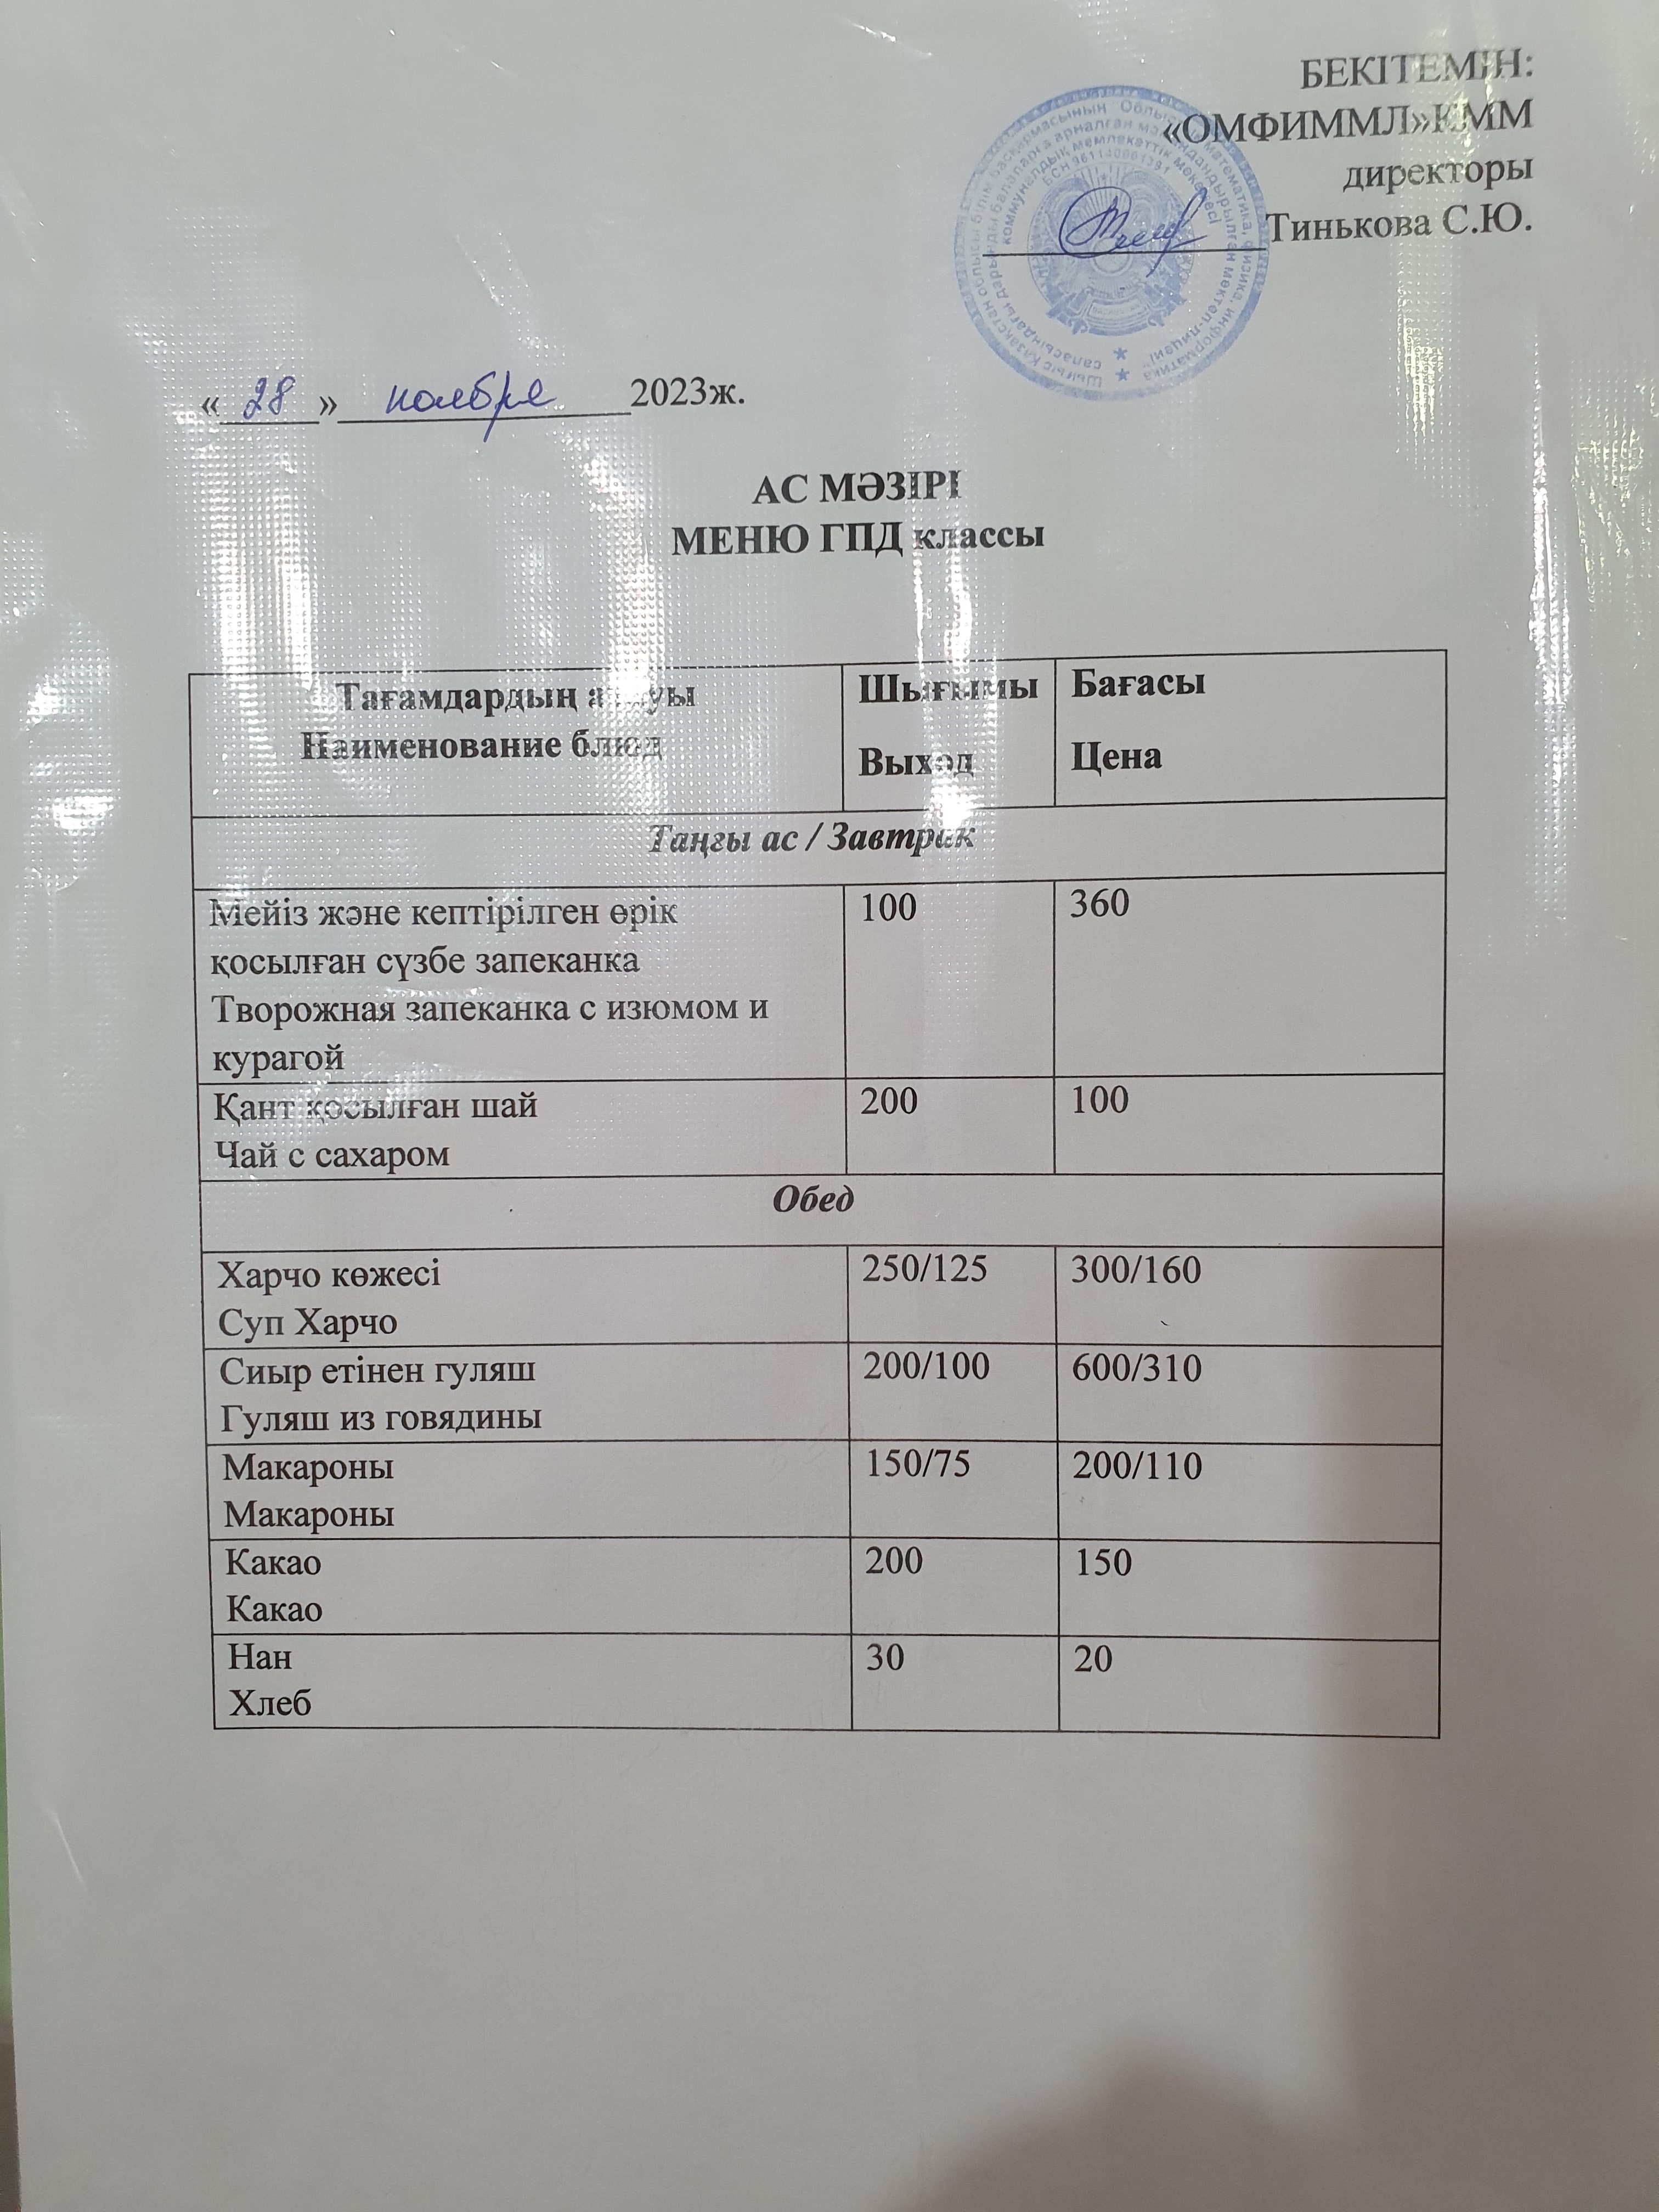 БЕКІТЕМІН:
«ОМФИММЛ»КММ
директоры
Тинькова С.Ю.
БСН 961140001391
«28» ноября 2023ж.
АС МӘЗІРІ
МЕНЮ ГПД классы
Тағамдардың атауы
Наименование блюд
Шығымы
Выход
Бағасы
Цена
Таңғы ас / Завтрак
Мейіз және кептірілген өрік
қосылған сүзбе запеканка
Творожная запеканка с изюмом и
курагой
100
360
Қант қосылған шай
Чай с сахаром
200
100
Обед
Харчо көжесі
Суп Харчо
250/125
300/160
Сиыр етінен гуляш
Гуляш из говядины
200/100
600/310
Макароны
Макароны
150/75
200/110
Какао
Какао
200
150
Нан
Хлеб
30
20